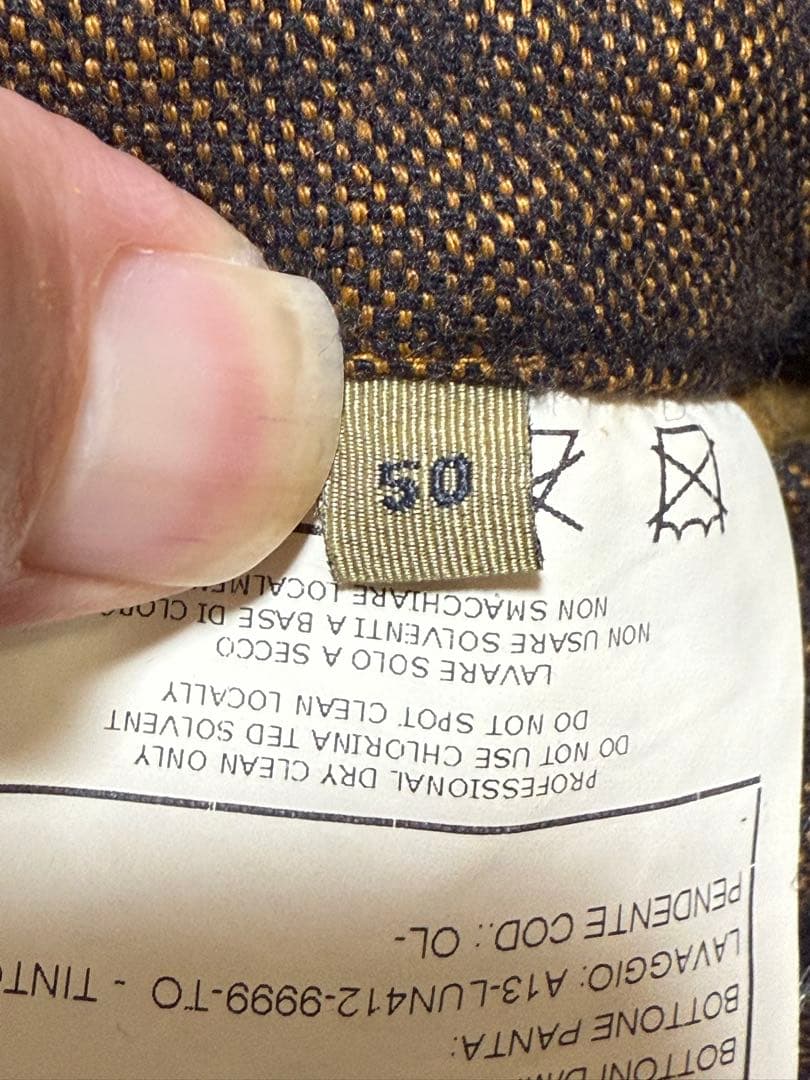 50
BOTTONI
BOTTONE PANTA:
LAVAGGIO: A13-LUN412-9999-TO - TINT
PENDENTE COD.: OL-
PROFESSIONAL DRY CLEAN ONLY
DO NOT USE CHLORINA TED SOLVENT
DO NOT SPOT CLEAN LOCALLY
LAVARE SOLO A SECCO
NON USARE SOLVENTI A BASE DI CLORO
NON SMACCHIARE LOCALMEN